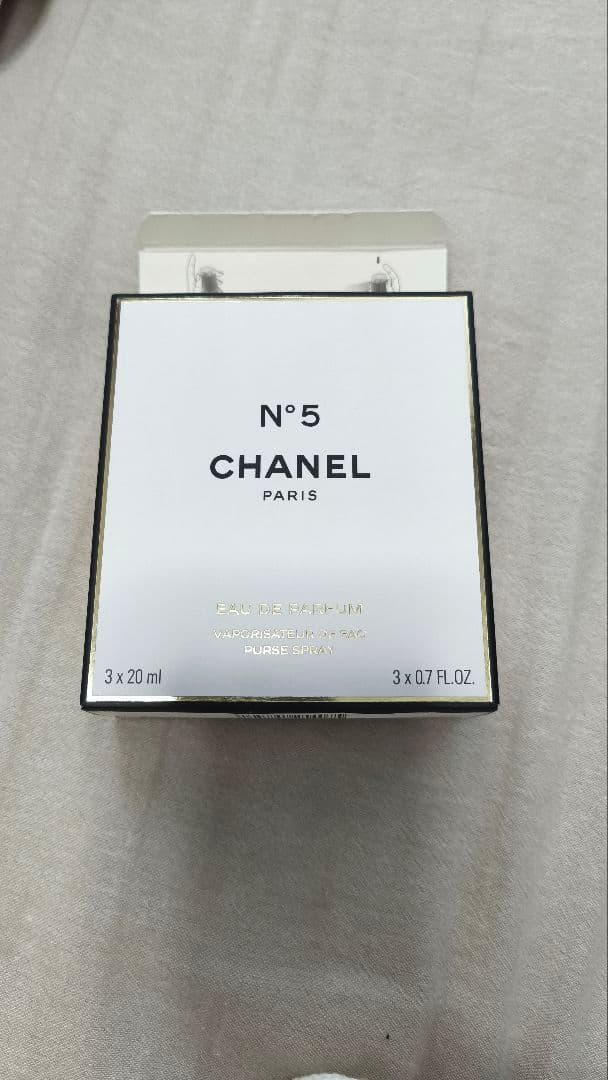 N°5
CHANEL
PARIS
EAU DE PARFUM
VAPORISATEUR DE SAC
PURSE SPRAY
3 x 20 ml
3 x 0.7 FL.OZ.